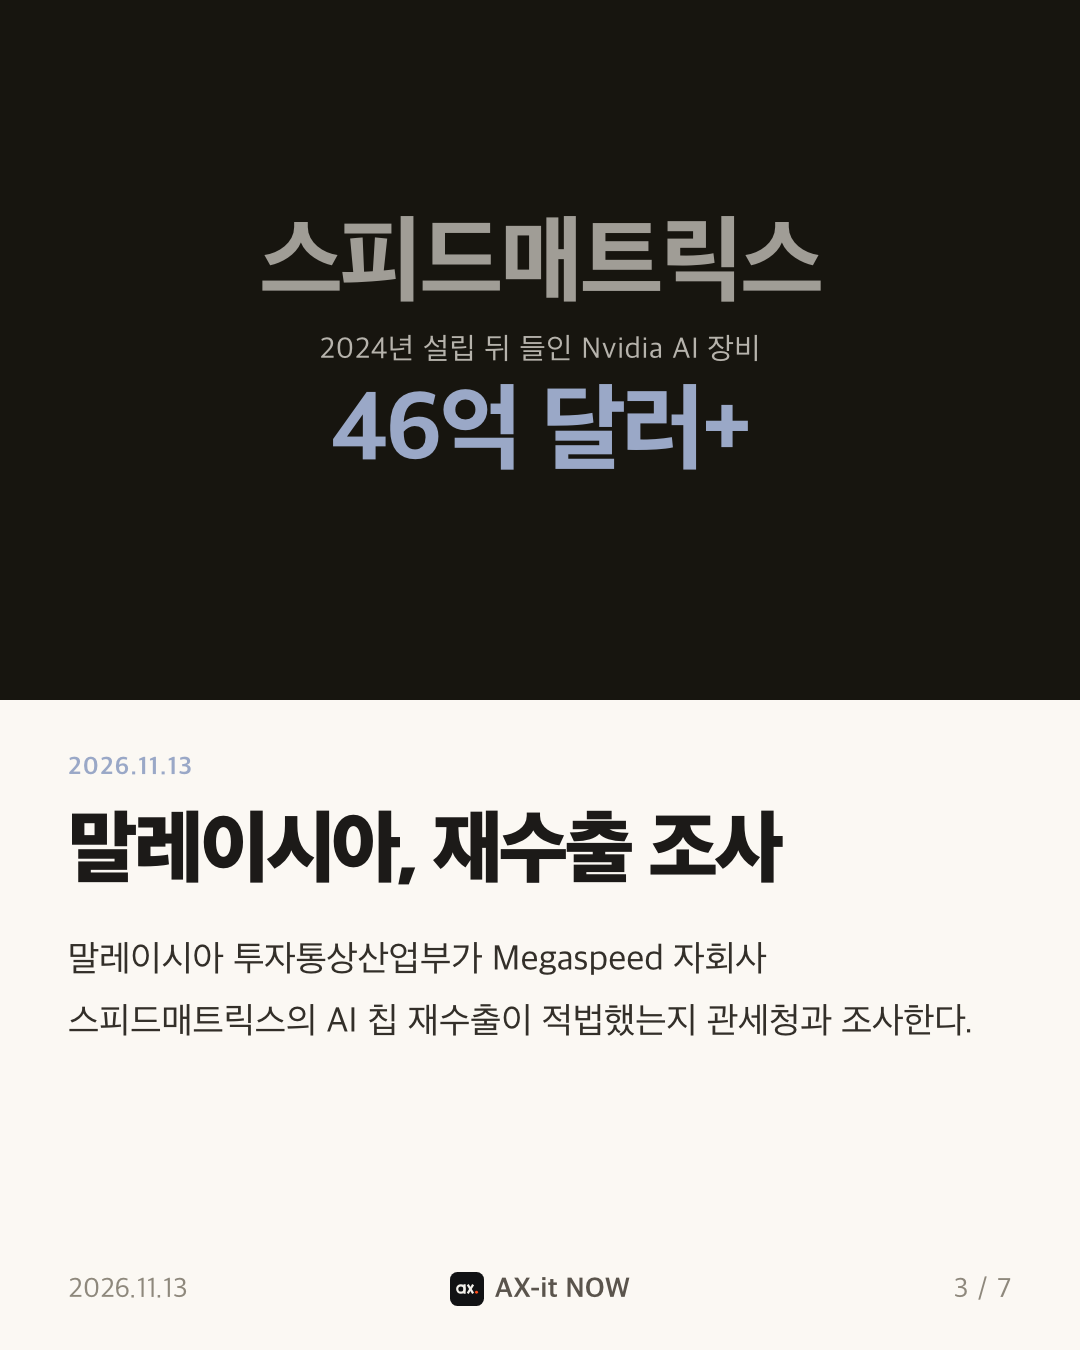 스피드매트릭스
2024년 설립 뒤 들인 Nvidia AI 장비
46억 달러+
2026.11.13
말레이시아, 재수출 조사
말레이시아 투자통상산업부가 Megaspeed 자회사
스피드매트릭스의 AI 칩 재수출이 적법했는지 관세청과 조사한다.
2026.11.13
ax. AX-it NOW
3 / 7